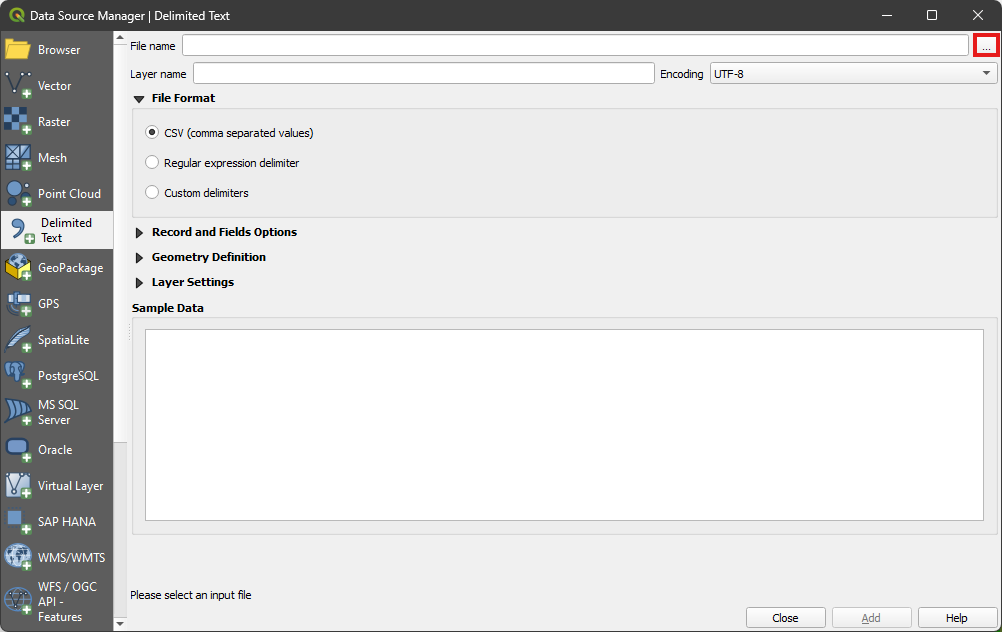 Data Source Manager | Delimited Text
Browser
Vector
Raster
Mesh
Point Cloud
Delimited
Text
GeoPackage
GPS
SpatiaLite
PostgreSQL
MS SQL
Server
Oracle
Virtual Layer
SAP HANA
WMS/WMTS
WFS / OGC
API -
Features
File name
...
Layer name
Encoding UTF-8
File Format
CSV (comma separated values)
Regular expression delimiter
Custom delimiters
Record and Fields Options
Geometry Definition
Layer Settings
Sample Data
Please select an input file
Close Add Help